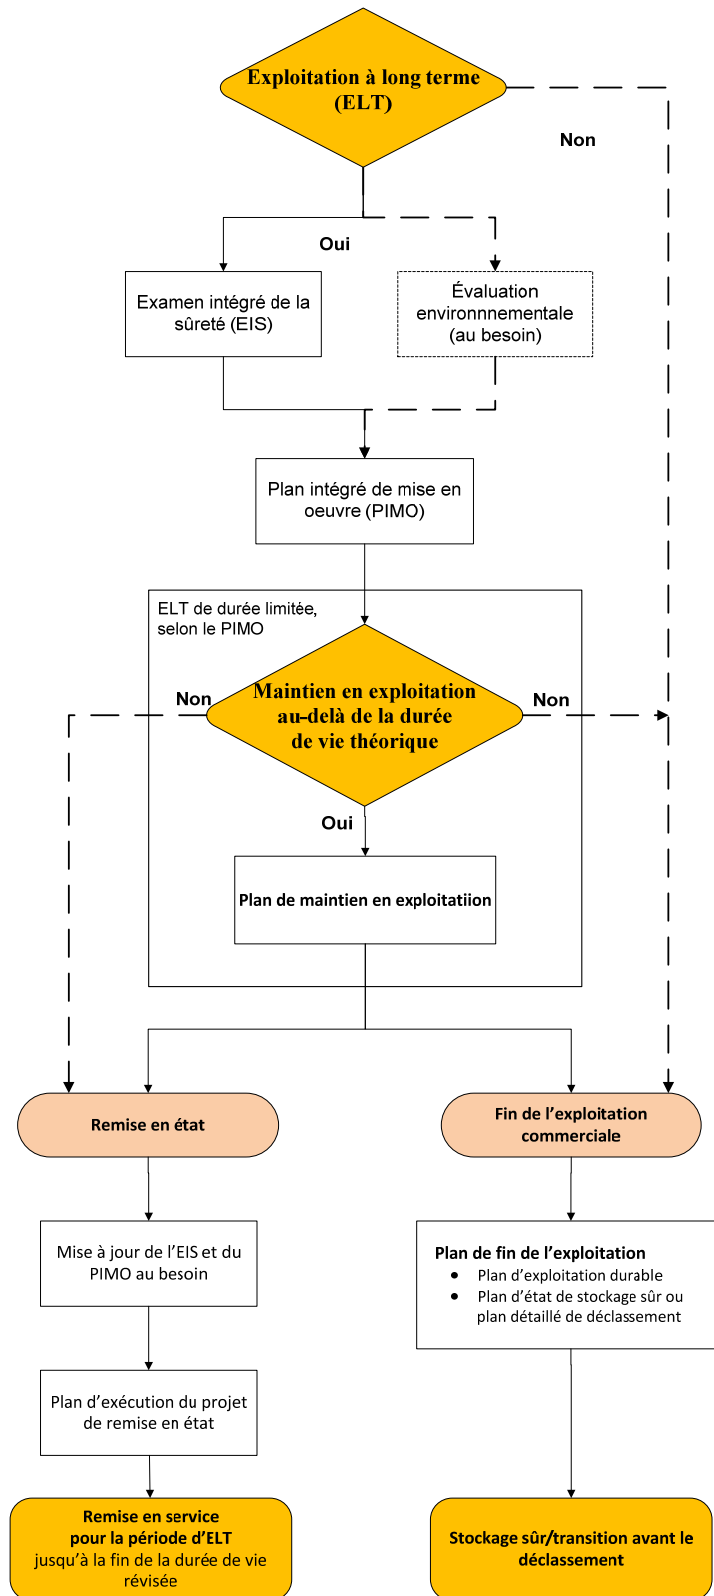 Exploitation à long terme
(ELT)
Non
Oui
Examen intégré de la
sûreté (EIS)
Évaluation
environnnementale
(au besoin)
Plan intégré de mise en
oeuvre (PIMO)
ELT de durée limitée,
selon le PIMO
Non
Maintien en exploitation
au-delà de la durée
de vie théorique
Non
Oui
Plan de maintien en exploitatiion
Remise en état
Fin de l’exploitation
commerciale
Mise à jour de l’EIS et du
PIMO au besoin
Plan de fin de l’exploitation
• Plan d’exploitation durable
• Plan d’état de stockage sûr ou
plan détaillé de déclassement
Plan d’exécution du projet
de remise en état
Remise en service
pour la période d’ELT
jusqu’à la fin de la durée de vie
révisée
Stockage sûr/transition avant le
déclassement